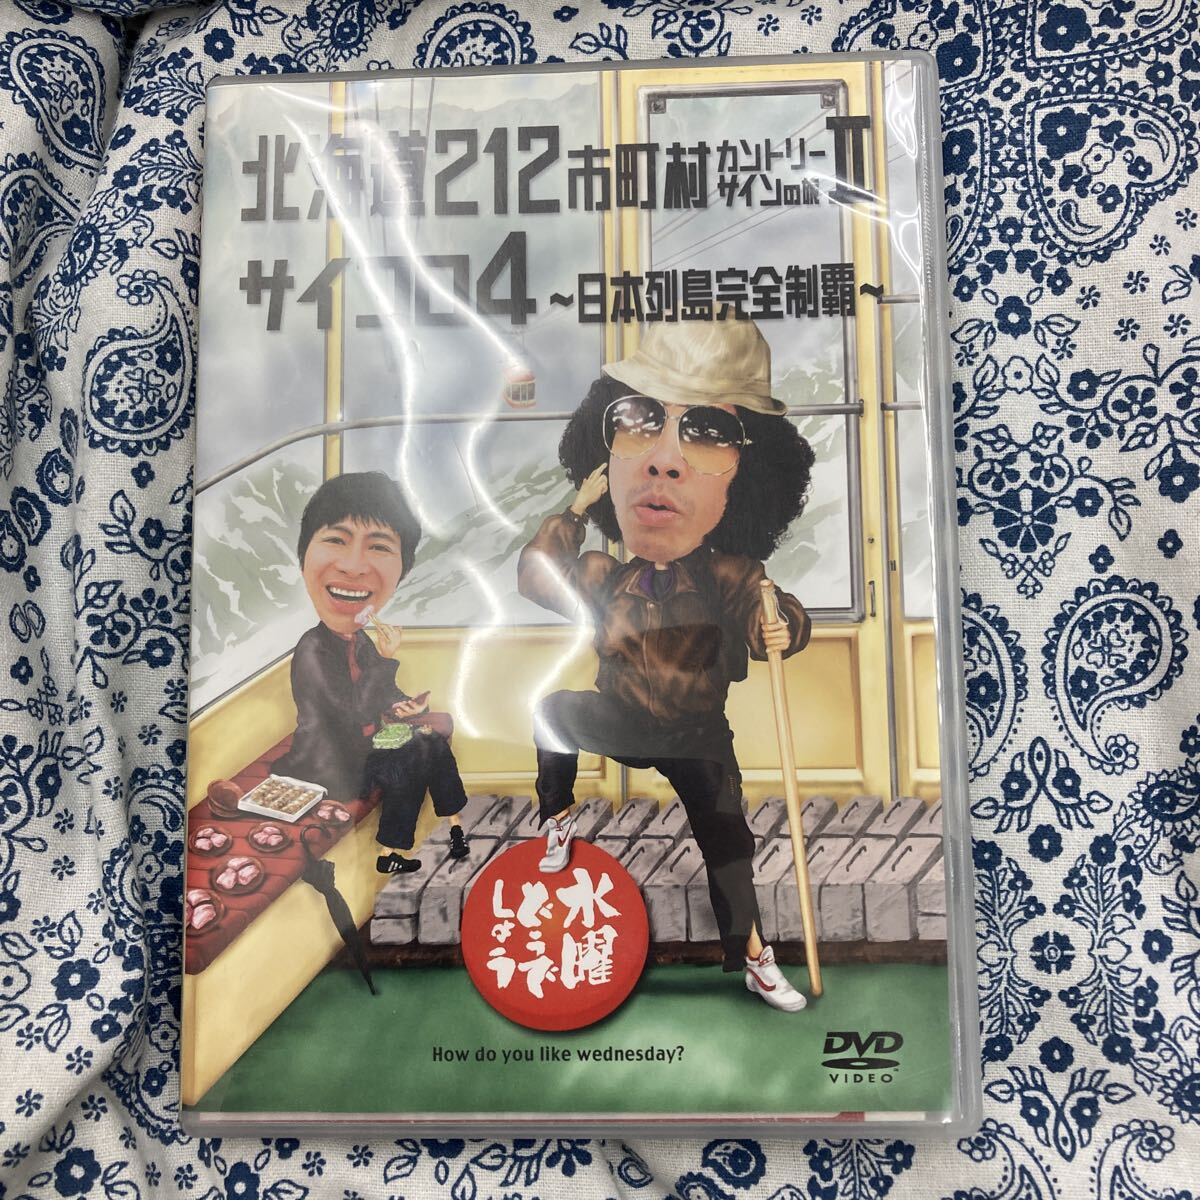 北海道212市町村カントリーサインの旅II
サイコロ4～日本列島完全制覇～
水曜
どうで
しょう
How do you like wednesday?
DVD
VIDEO